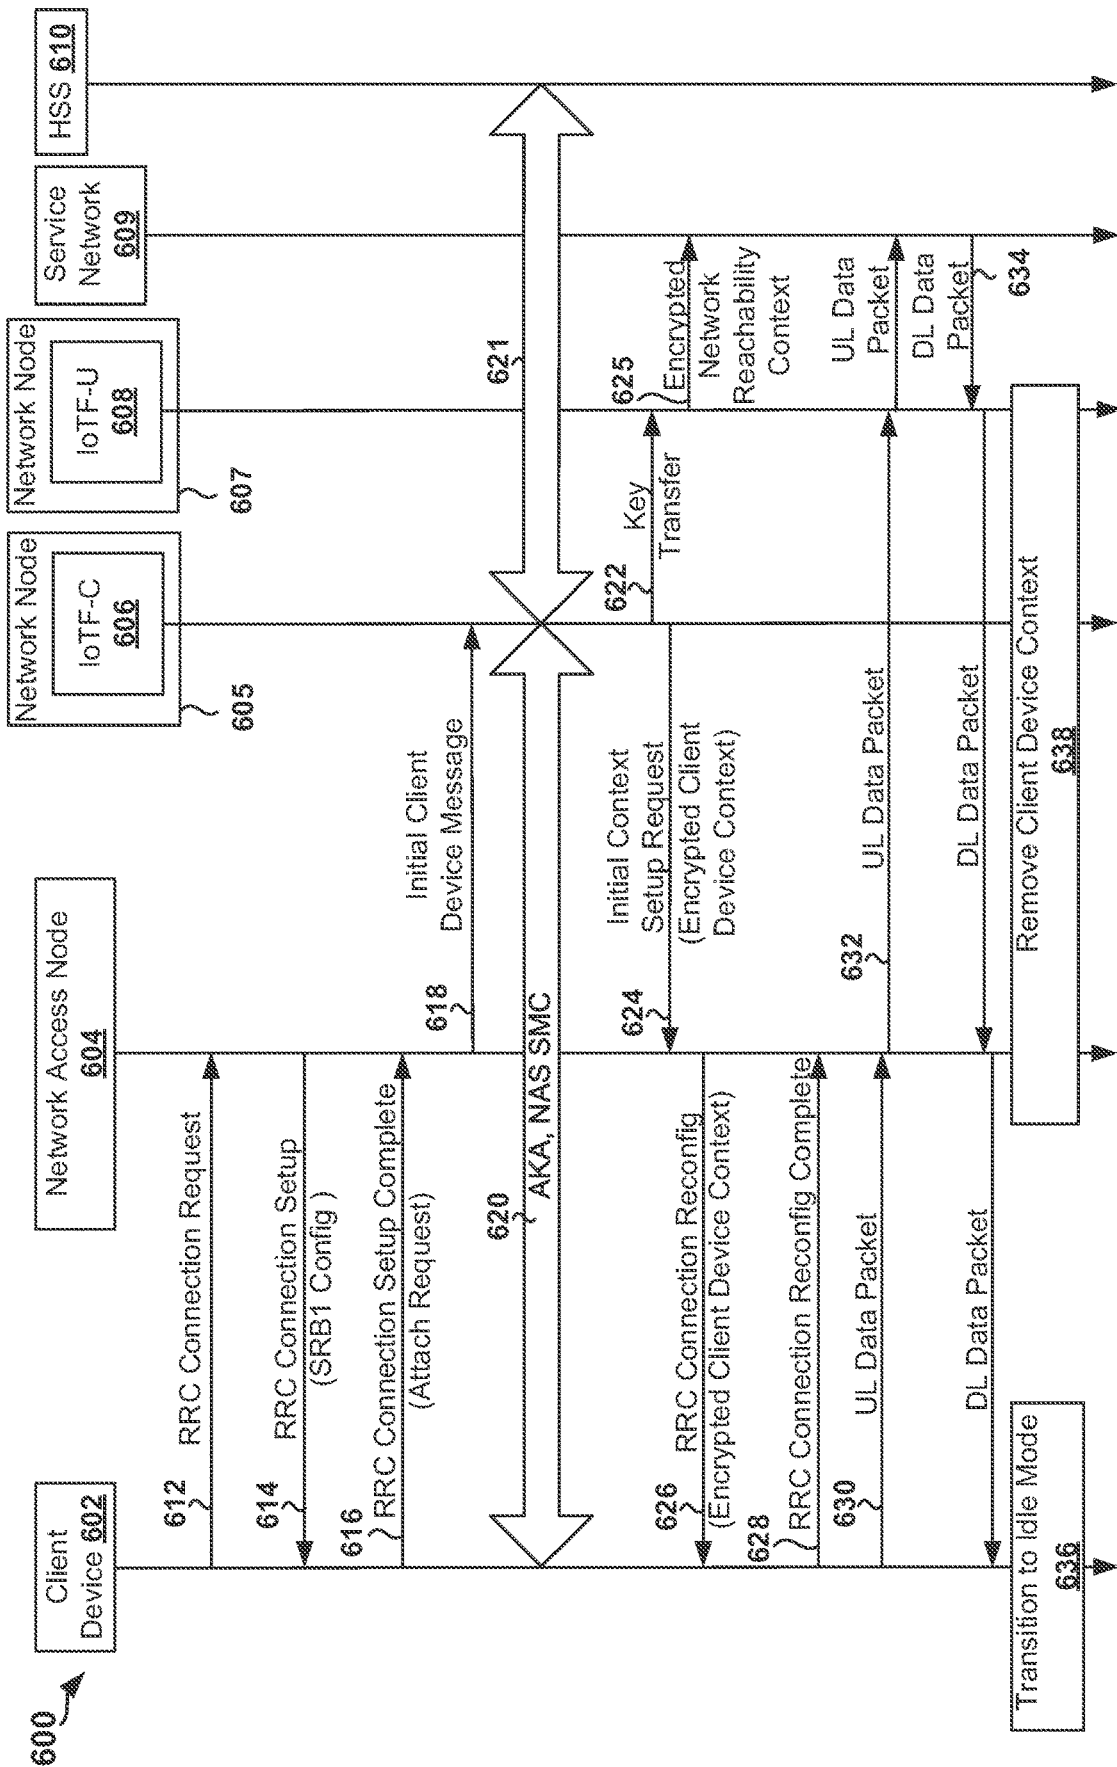 600
Client
Device 602
Network Access Node
604
Network Node
IoTF-C
606
605
Network Node
IoTF-U
608
607
Service
Network
609
HSS 610
612
RRC Connection Request
614
RRC Connection Setup
(SRB1 Config )
616
RRC Connection Setup Complete
(Attach Request)
618
Initial Client
Device Message
620
AKA, NAS SMC
621
622
Key
Transfer
624
Initial Context
Setup Request
(Encrypted Client
Device Context)
625
Encrypted
Network
Reachability
Context
626
RRC Connection Reconfig
(Encrypted Client Device Context)
628
RRC Connection Reconfig Complete
630
UL Data Packet
632
UL Data Packet
UL Data
Packet
DL Data
Packet
634
DL Data Packet
DL Data Packet
Transition to Idle Mode
636
Remove Client Device Context
638